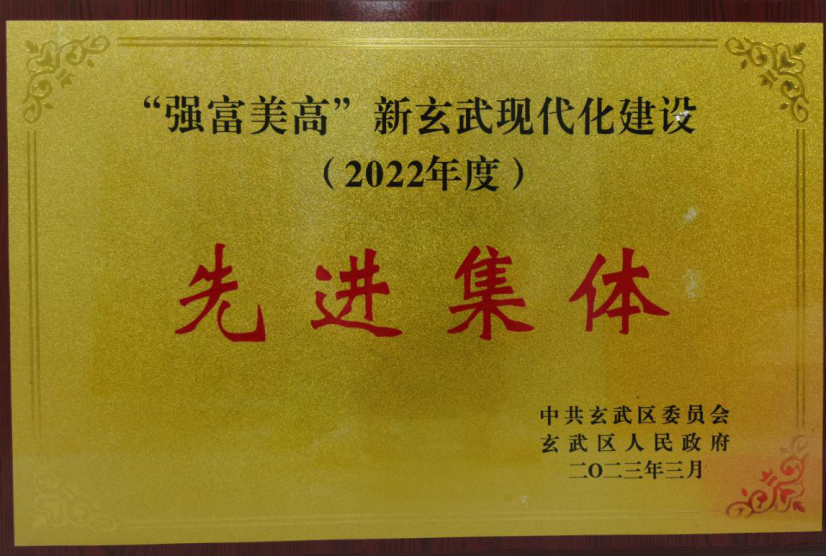 “强富美高”新玄武现代化建设
（2022年度）
先进集体
中共玄武区委员会
玄武区人民政府
二〇二三年三月